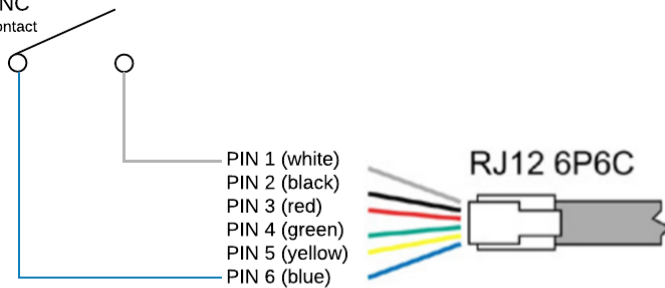 NC
ontact
PIN 1 (white)
PIN 2 (black)
PIN 3 (red)
PIN 4 (green)
PIN 5 (yellow)
PIN 6 (blue)
RJ12 6P6C